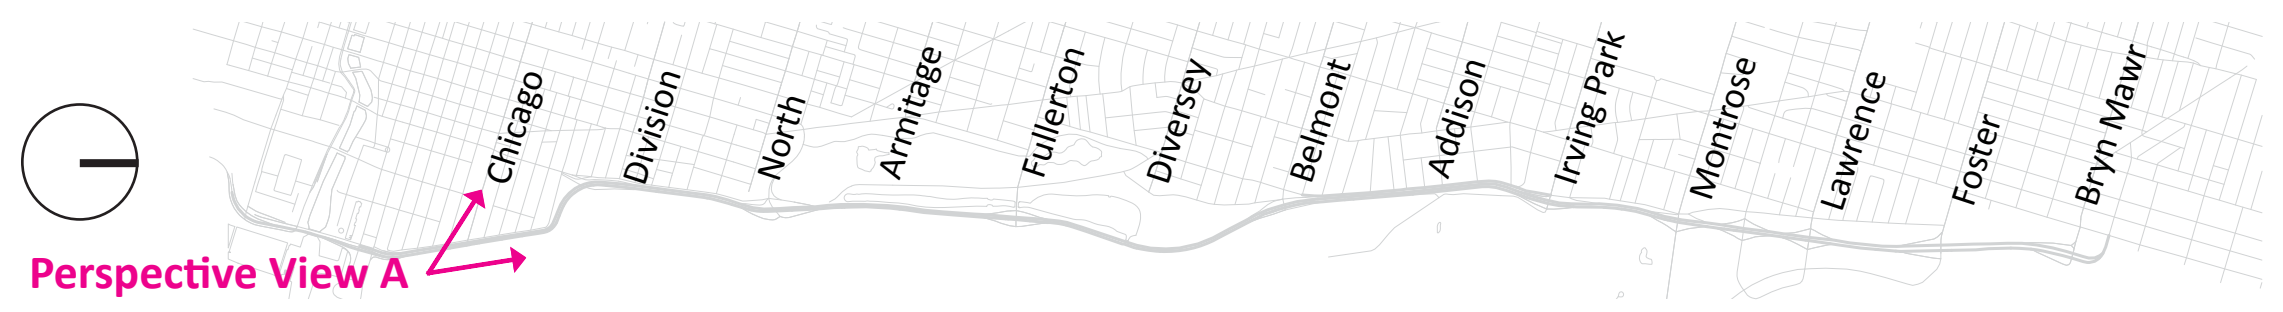 Chicago
Division
North
Armitage
Fullerton
Diversey
Belmont
Addison
Irving Park
Montrose
Lawrence
Foster
Bryn Mawr
Perspective View A